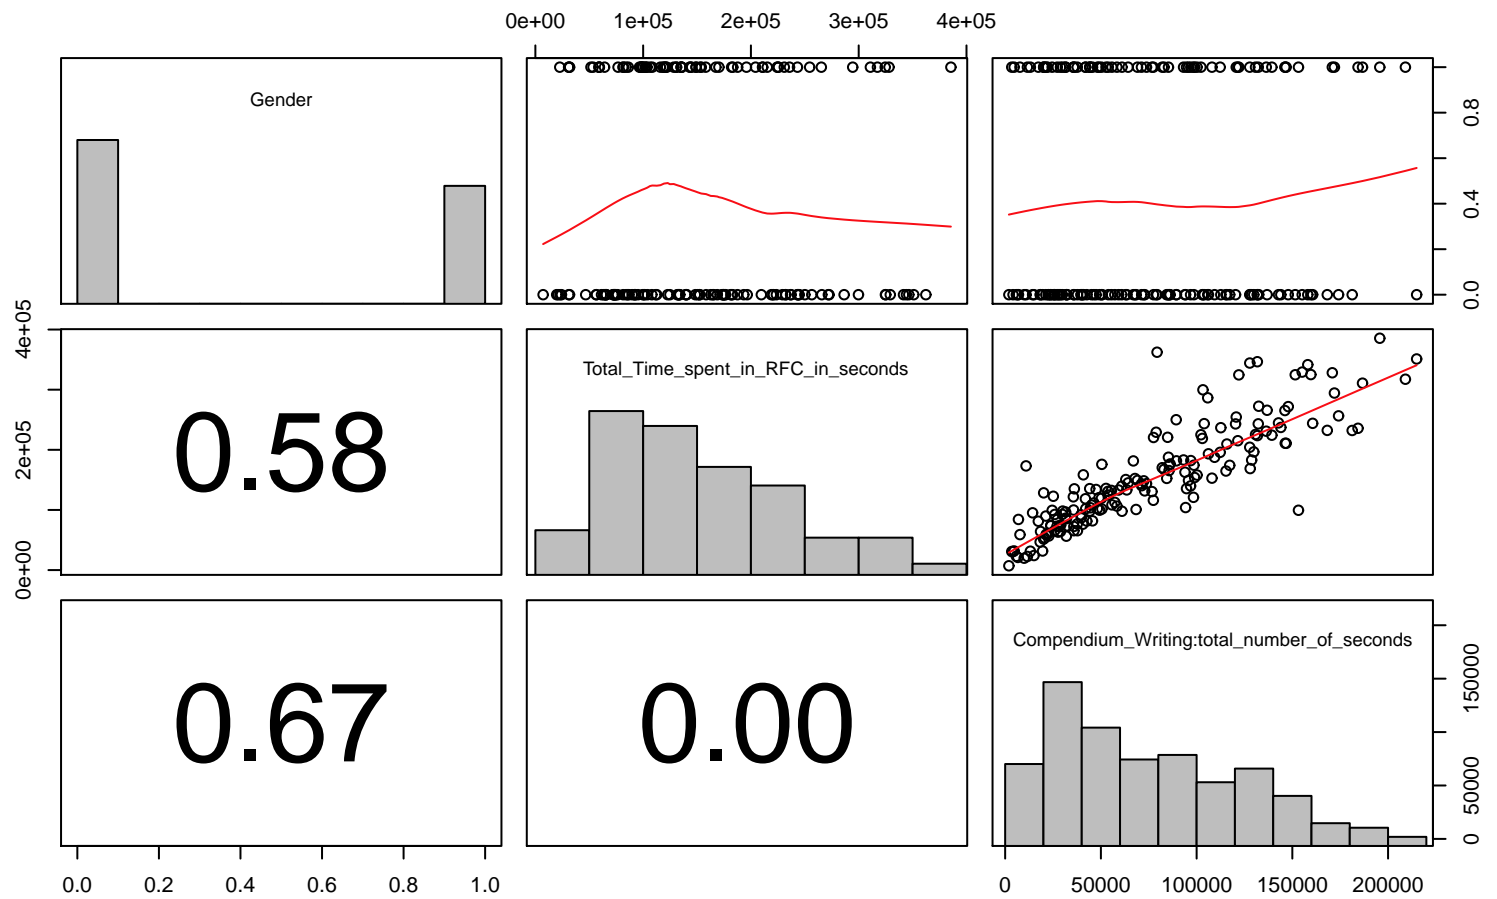 0e+00 1e+05 2e+05 3e+05 4e+05
Gender
0.0 0.4 0.8
0.58
0e+00 2e+05 4e+05
Total_Time_spent_in_RFC_in_seconds
0.67
0.00
Compendium_Writing:total_number_of_seconds
0 50000 150000
0.0 0.2 0.4 0.6 0.8 1.0
0 50000 100000 150000 200000